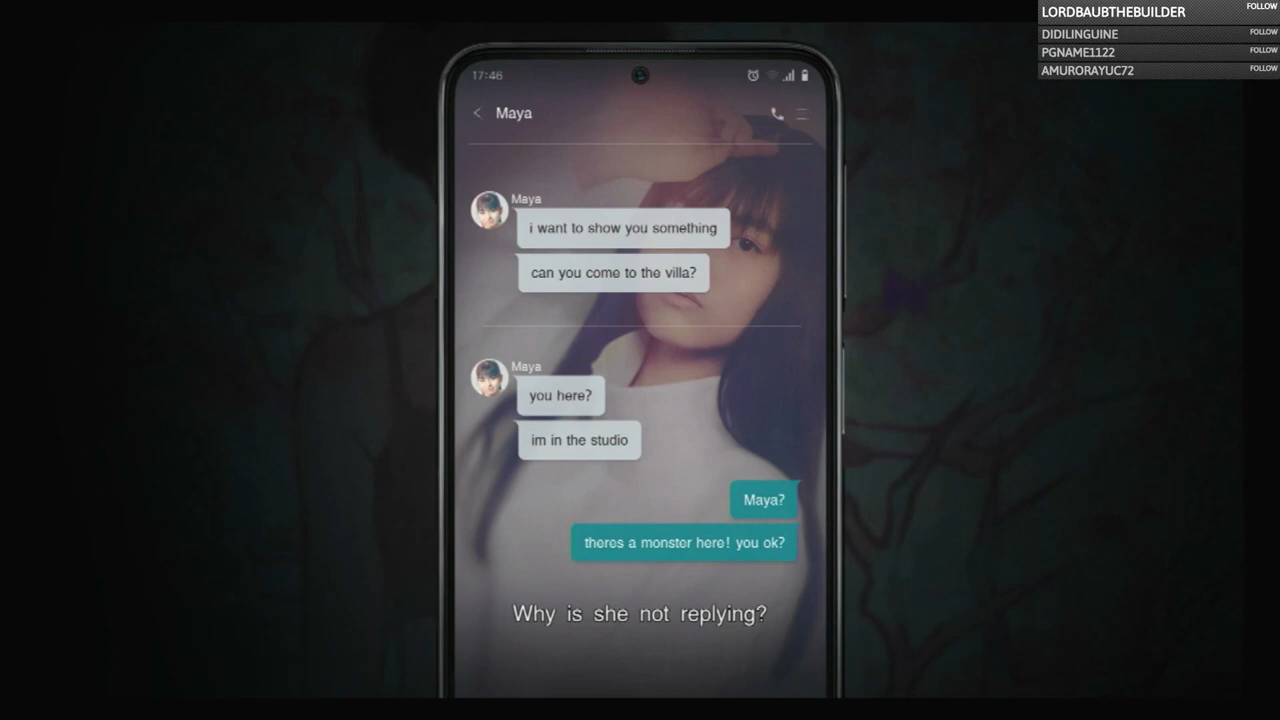 LORDBAUBTHEBUILDER FOLLOW
DIDILINGUINE FOLLOW
PGNAME1122 FOLLOW
AMURORAYUC72 FOLLOW
17:46
Maya
Maya
i want to show you something
can you come to the villa?
Maya
you here?
im in the studio
Maya?
theres a monster here! you ok?
Why is she not replying?